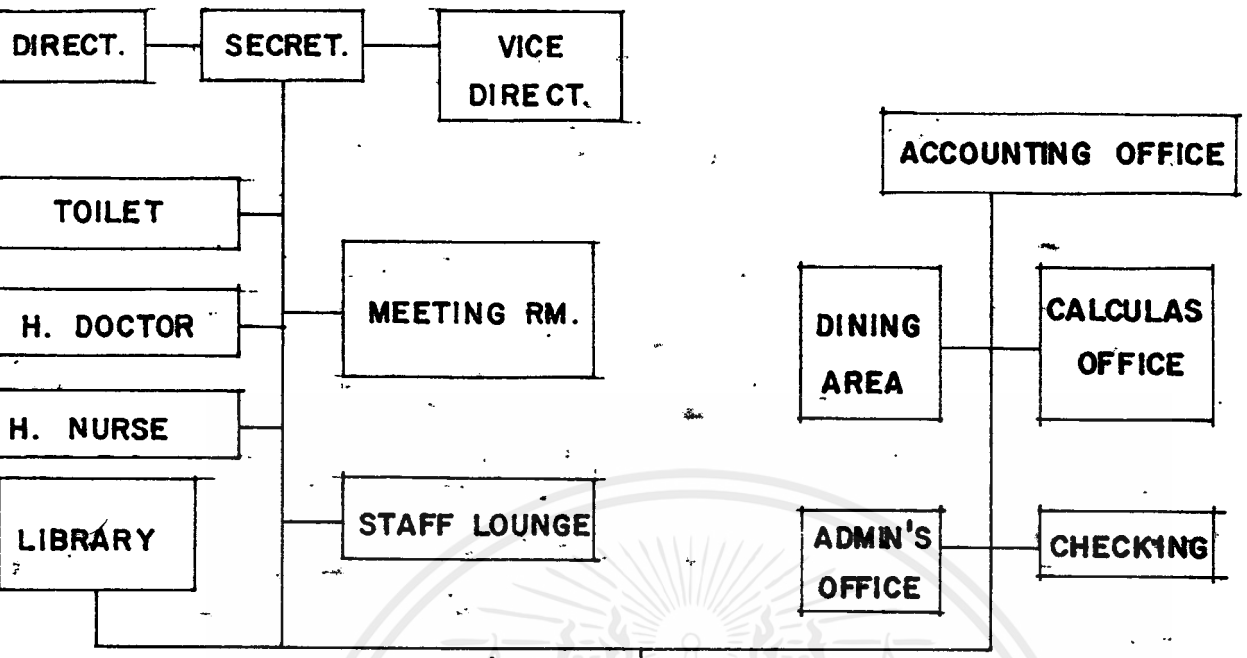 DIRECT.
SECRET.
VICE
DIRECT.
ACCOUNTING OFFICE
TOILET
H. DOCTOR
MEETING RM.
DINING
AREA
CALCULAS
OFFICE
H. NURSE
LIBRARY
STAFF LOUNGE
ADMIN'S
OFFICE
CHECKING